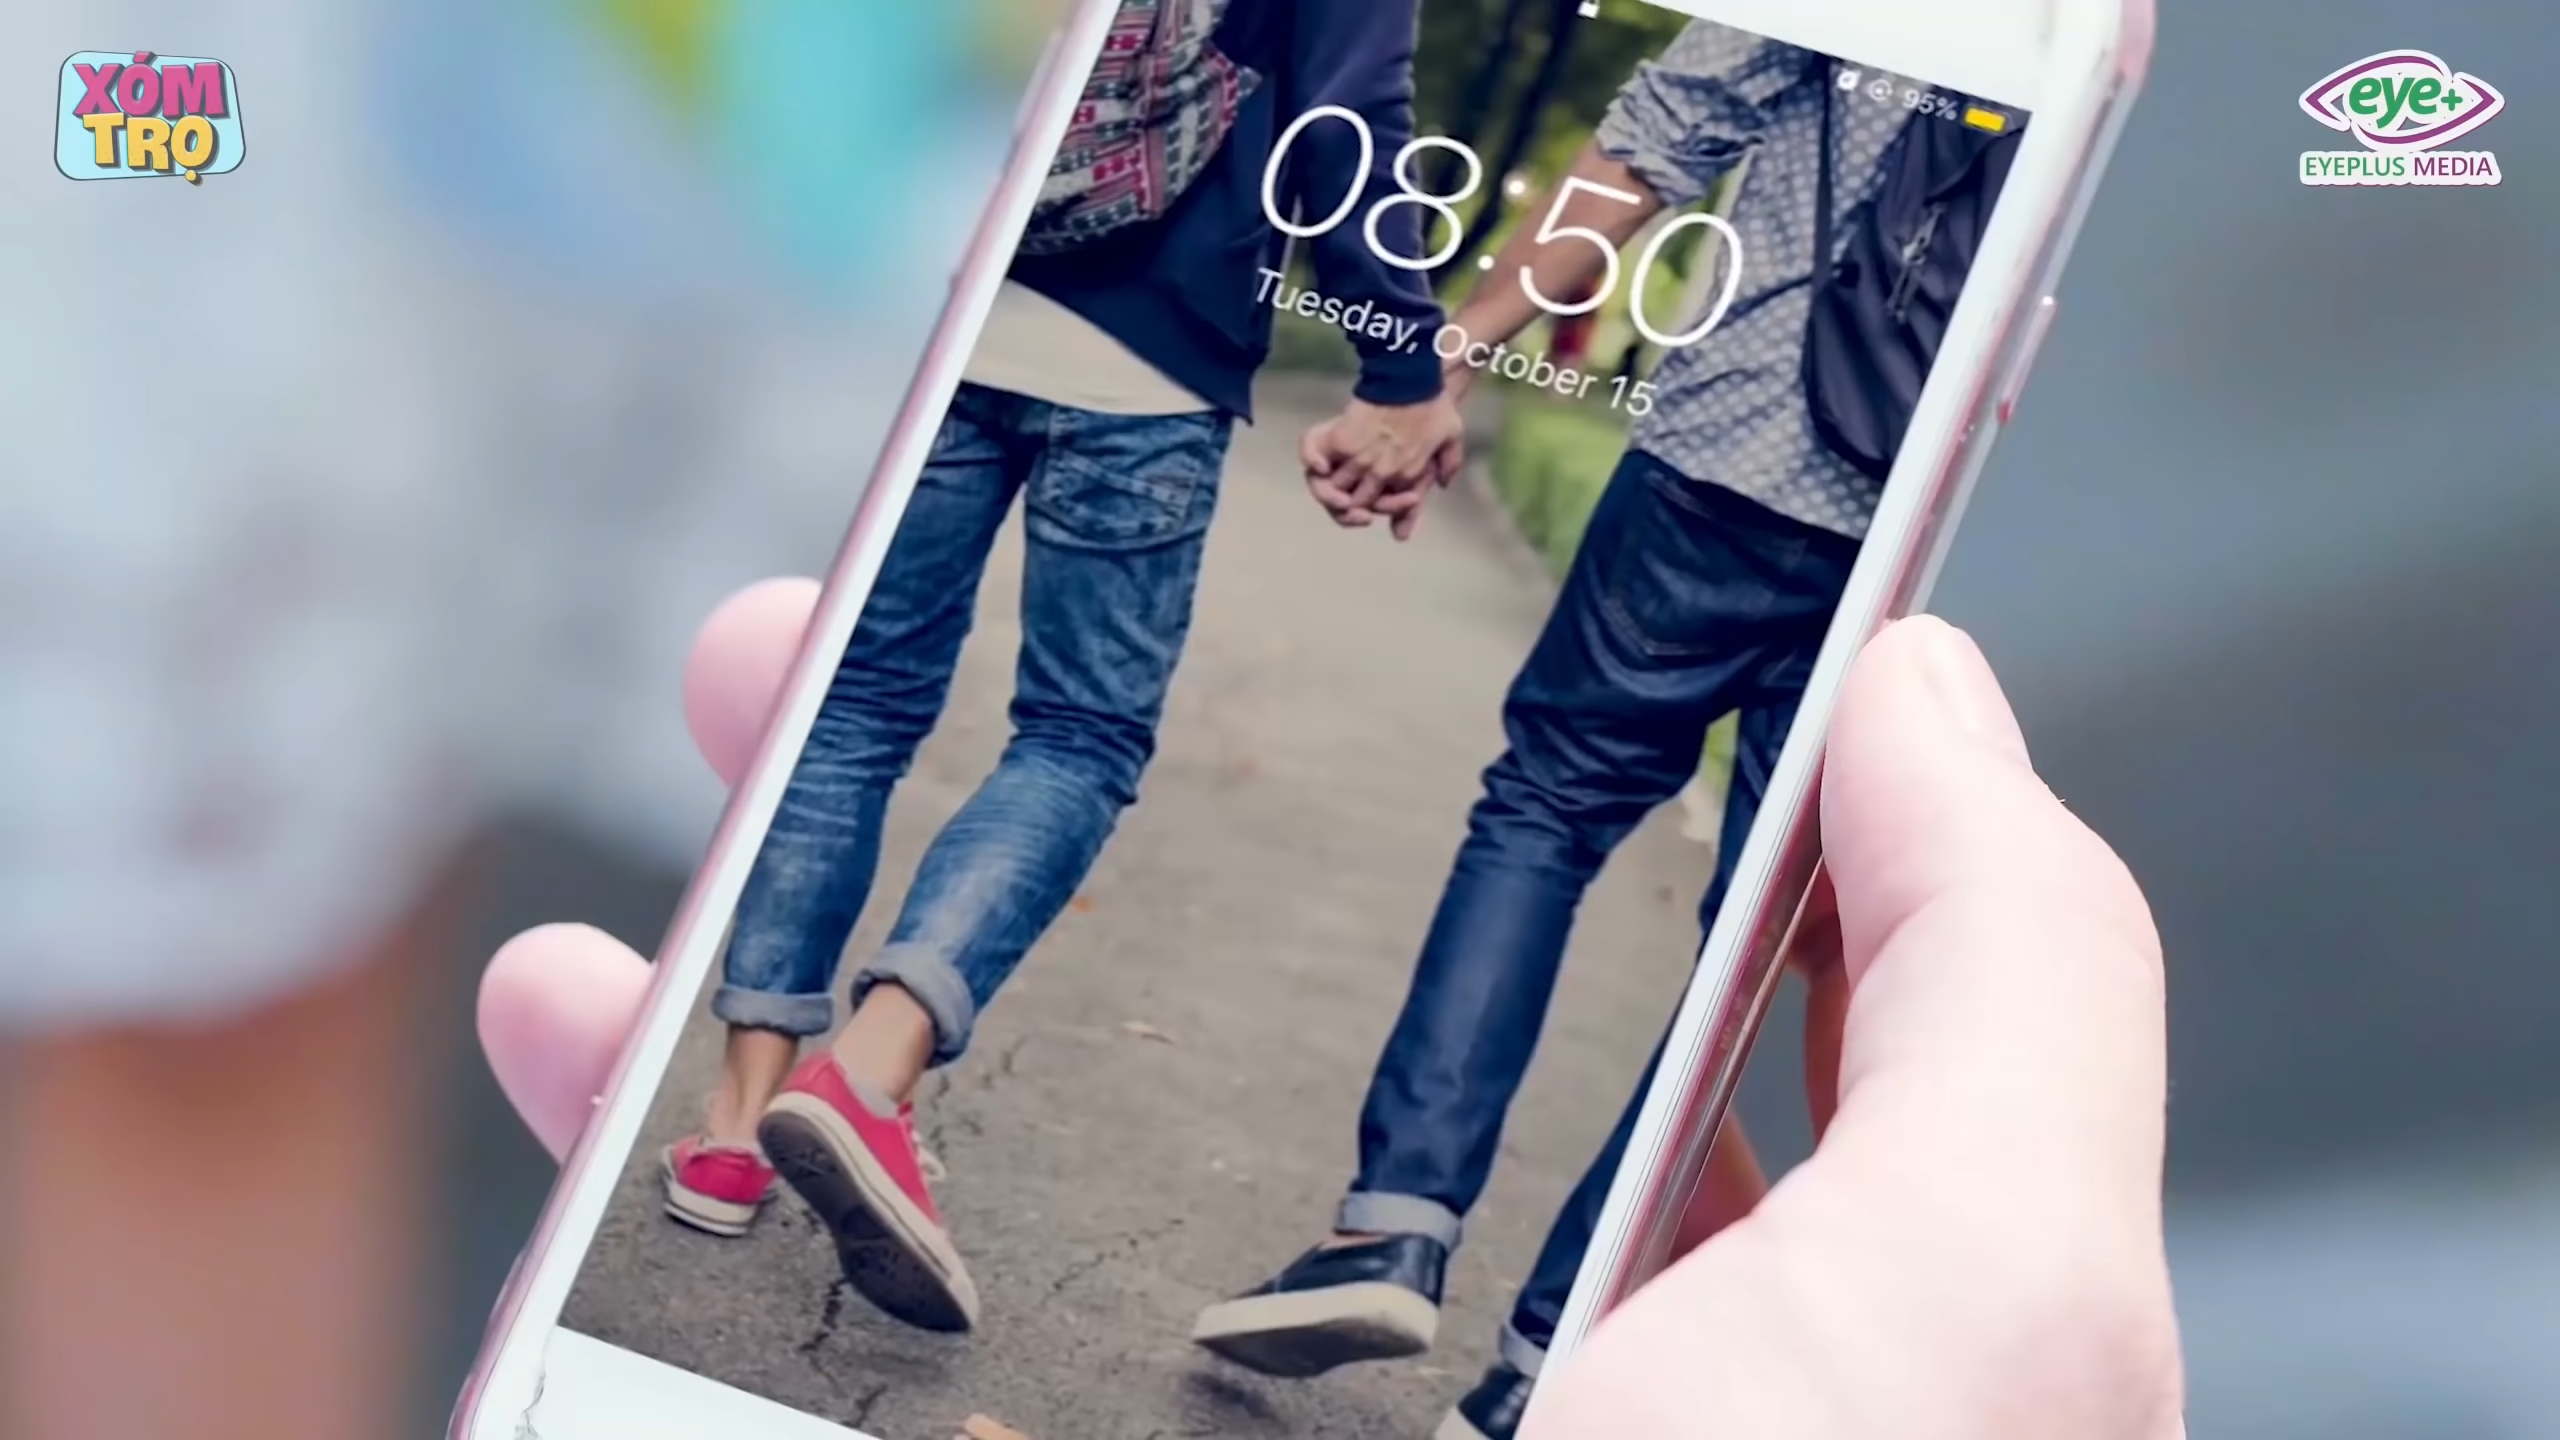 XÓM
TRỌ
eye+
EYEPLUS MEDIA
95%
08:50
Tuesday, October 15